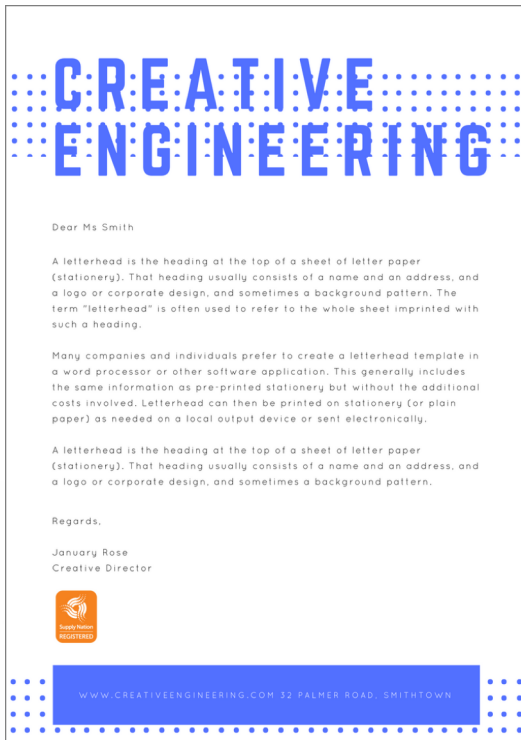 CREATIVE
ENGINEERING
Dear Ms Smith
A letterhead is the heading at the top of a sheet of letter paper
(stationery). That heading usually consists of a name and an address, and
a logo or corporate design, and sometimes a background pattern. The
term "letterhead" is often used to refer to the whole sheet imprinted with
such a heading.
Many companies and individuals prefer to create a letterhead template in
a word processor or other software application. This generally includes
the same information as pre-printed stationery but without the additional
costs involved. Letterhead can then be printed on stationery (or plain
paper) as needed on a local output device or sent electronically.
A letterhead is the heading at the top of a sheet of letter paper
(stationery). That heading usually consists of a name and an address, and
a logo or corporate design, and sometimes a background pattern.
Regards,
January Rose
Creative Director
Supply Nation
REGISTERED
WWW.CREATIVEENGINEERING.COM 32 PALMER ROAD, SMITHTOWN